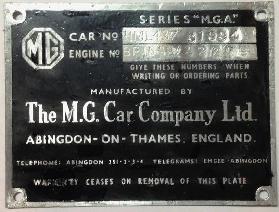 SERIES "M.G.A"
MG CAR No
ENGINE No
GIVE THESE NUMBERS WHEN
WRITING OR ORDERING PARTS
MANUFACTURED BY
The M.G. Car Company Ltd.
ABINGDON-ON-THAMES, ENGLAND.
TELEPHONE: ABINGDON 251-2-3-4 TELEGRAMS: EMGEE·ABINGDON
WARRANTY CEASES ON REMOVAL OF THIS PLATE